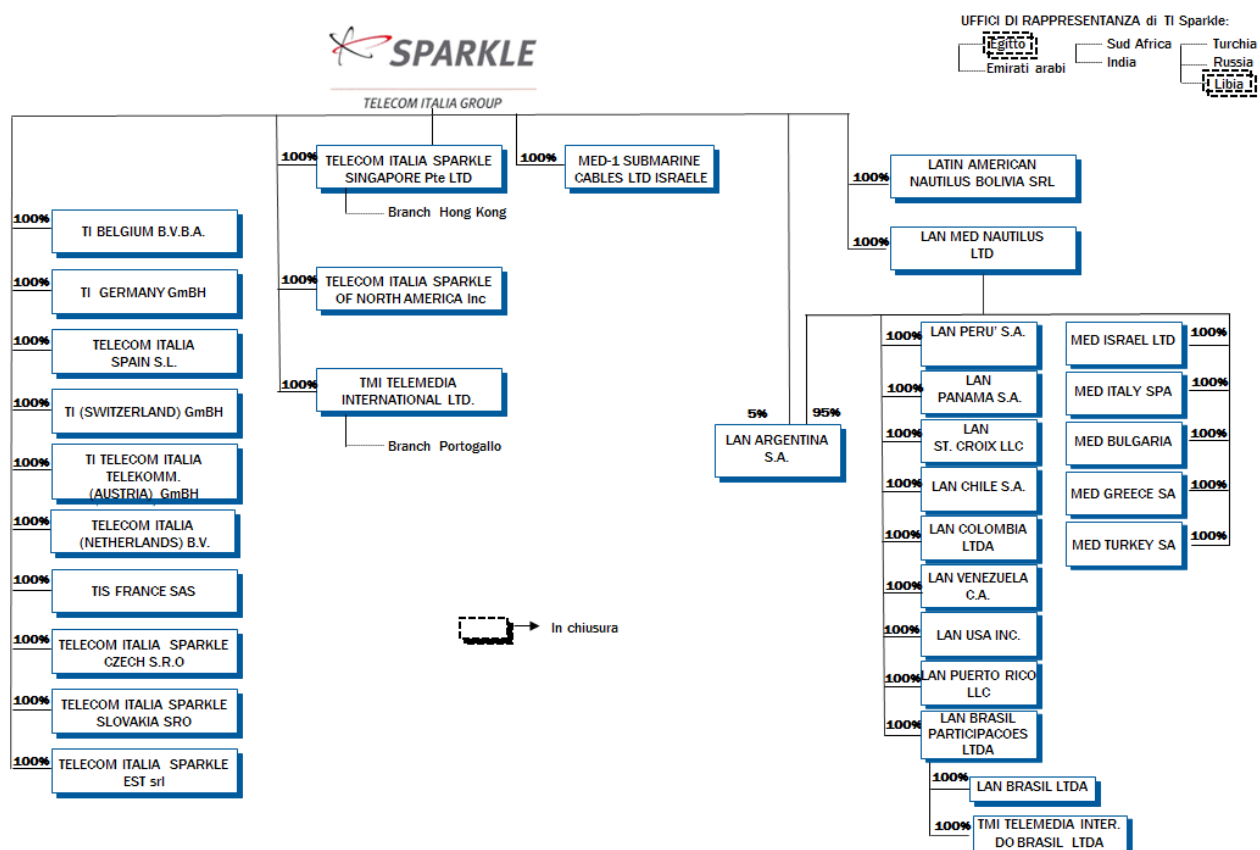 UFFICI DI RAPPRESENTANZA di TI Sparkle:
Egitto
Emirati arabi
Sud Africa
India
Turchia
Russia
Libia
SPARKLE
TELECOM ITALIA GROUP
100%
TELECOM ITALIA SPARKLE
SINGAPORE Pte LTD
Branch Hong Kong
100%
MED-1 SUBMARINE
CABLES LTD ISRAELE
100%
LATIN AMERICAN
NAUTILUS BOLIVIA SRL
100%
LAN MED NAUTILUS
LTD
100%
TI BELGIUM B.V.B.A.
100%
TI GERMANY GmBH
100%
TELECOM ITALIA
SPAIN S.L.
100%
TI (SWITZERLAND) GmBH
100%
TI TELECOM ITALIA
TELEKOMM.
(AUSTRIA) GmBH
100%
TELECOM ITALIA
(NETHERLANDS) B.V.
100%
TIS FRANCE SAS
100%
TELECOM ITALIA SPARKLE
CZECH S.R.O
100%
TELECOM ITALIA SPARKLE
SLOVAKIA SRO
100%
TELECOM ITALIA SPARKLE
EST srl
100%
TELECOM ITALIA SPARKLE
OF NORTH AMERICA Inc
100%
TMI TELEMEDIA
INTERNATIONAL LTD.
Branch Portogallo
In chiusura
5%
95%
LAN ARGENTINA
S.A.
100%
LAN PERU' S.A.
100%
LAN
PANAMA S.A.
100%
LAN
ST. CROIX LLC
100%
LAN CHILE S.A.
100%
LAN COLOMBIA
LTDA
100%
LAN VENEZUELA
C.A.
100%
LAN USA INC.
100%
LAN PUERTO RICO
LLC
100%
LAN BRASIL
PARTICIPACOES
LTDA
100%
LAN BRASIL LTDA
100%
TMI TELEMEDIA INTER.
DO BRASIL LTDA
MED ISRAEL LTD
100%
MED ITALY SPA
100%
MED BULGARIA
100%
MED GREECE SA
100%
MED TURKEY SA
100%